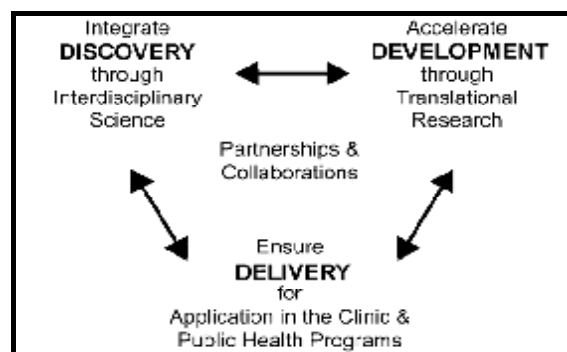 Integrate
DISCOVERY
through
Interdisciplinary
Science
Accelerate
DEVELOPMENT
through
Translational
Research
Partnerships &
Collaborations
Ensure
DELIVERY
for
Application in the Clinic &
Public Health Programs